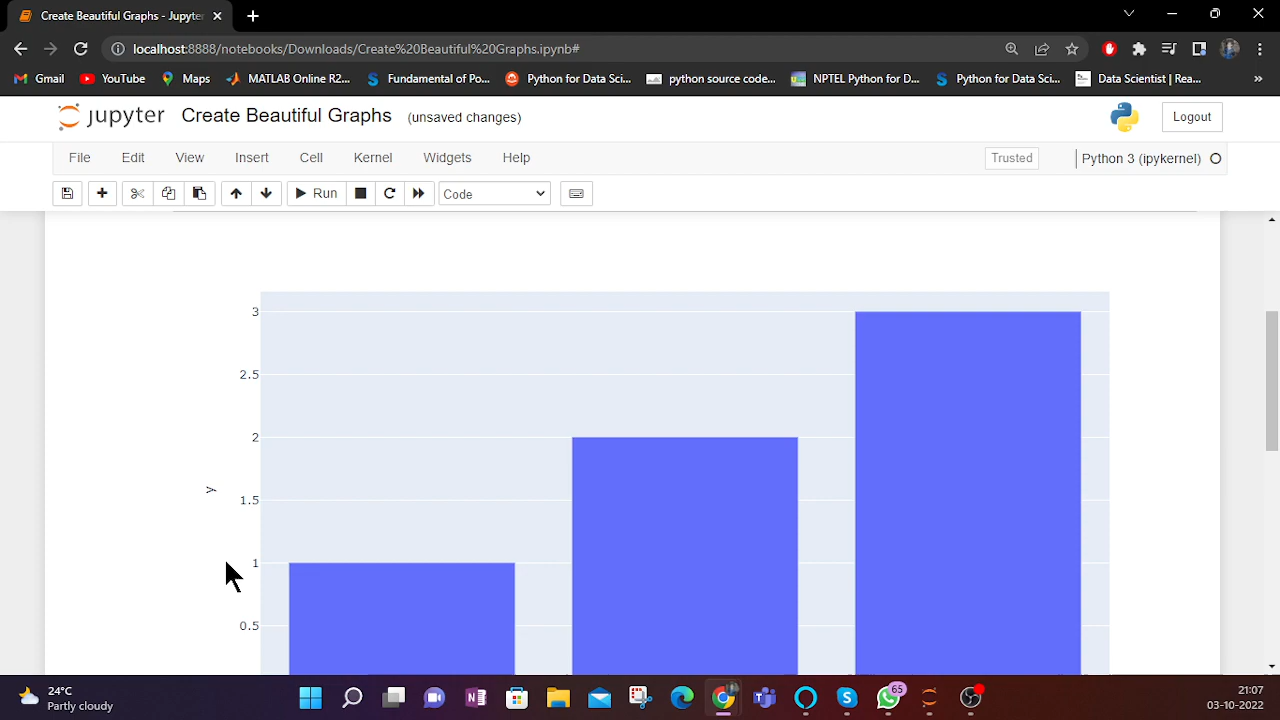 Create Beautiful Graphs - Jupyter
localhost:8888/notebooks/Downloads/Create%20Beautiful%20Graphs.ipynb#
Gmail YouTube Maps MATLAB Online R2... Fundamental of Po... Python for Data Sci... python source code... NPTEL Python for D... Python for Data Sci... Data Scientist | Rea... »
jupyter Create Beautiful Graphs (unsaved changes) Logout
File Edit View Insert Cell Kernel Widgets Help Trusted Python 3 (ipykernel)
Run Code
3
2.5
2
y
1.5
1
0.5
24°C
Partly cloudy
65
21:07
03-10-2022